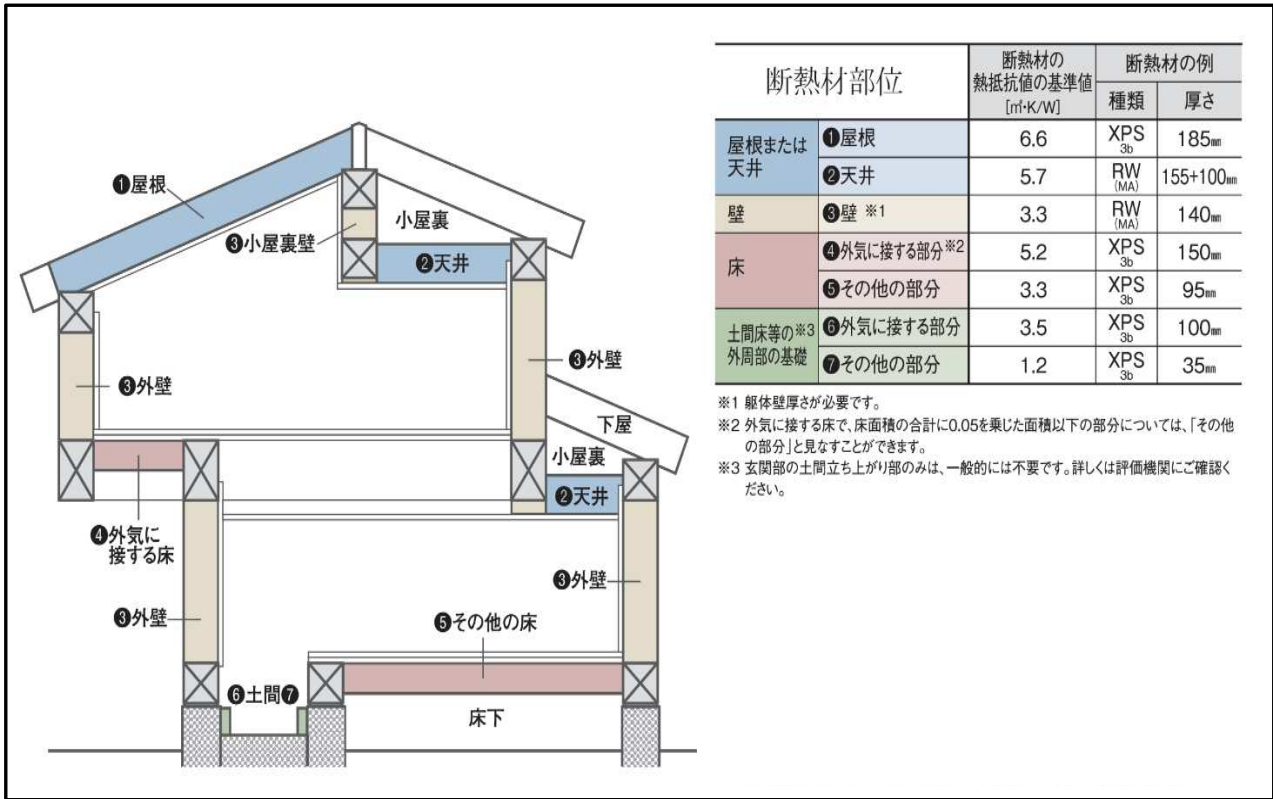 ❶屋根
❸小屋裏壁
小屋裏
❷天井
❸外壁
❸外壁
下屋
小屋裏
❷天井
❹外気に
接する床
❸外壁
❸外壁
❺その他の床
❻土間❼
床下
断熱材部位
断熱材の
熱抵抗値の基準値
[㎡・K/W]
断熱材の例
種類
厚さ
屋根または
天井
❶屋根
6.6
XPS
3b
185㎜
❷天井
5.7
RW
(MA)
155+100㎜
壁
❸壁 ※1
3.3
RW
(MA)
140㎜
床
❹外気に接する部分※2
5.2
XPS
3b
150㎜
❺その他の部分
3.3
XPS
3b
95㎜
土間床等の※3
外周部の基礎
❻外気に接する部分
3.5
XPS
3b
100㎜
❼その他の部分
1.2
XPS
3b
35㎜
※1 躯体壁厚さが必要です。
※2 外気に接する床で、床面積の合計に0.05を乗じた面積以下の部分については、「その他
の部分」と見なすことができます。
※3 玄関部の土間立ち上がり部のみは、一般的には不要です。詳しくは評価機関にご確認く
ださい。